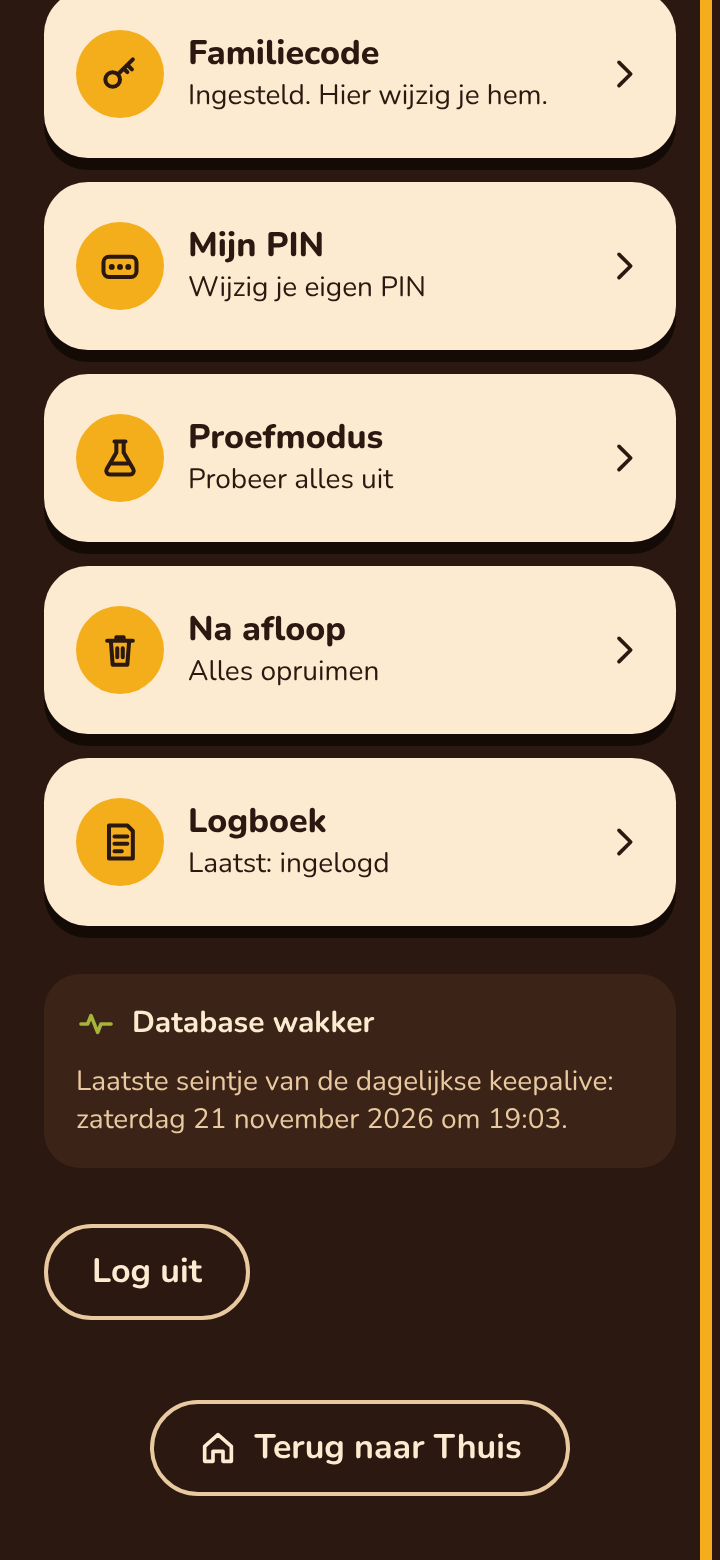 Familiecode
Ingesteld. Hier wijzig je hem.
Mijn PIN
Wijzig je eigen PIN
Proefmodus
Probeer alles uit
Na afloop
Alles opruimen
Logboek
Laatst: ingelogd
Database wakker
Laatste seintje van de dagelijkse keepalive:
zaterdag 21 november 2026 om 19:03.
Log uit
Terug naar Thuis